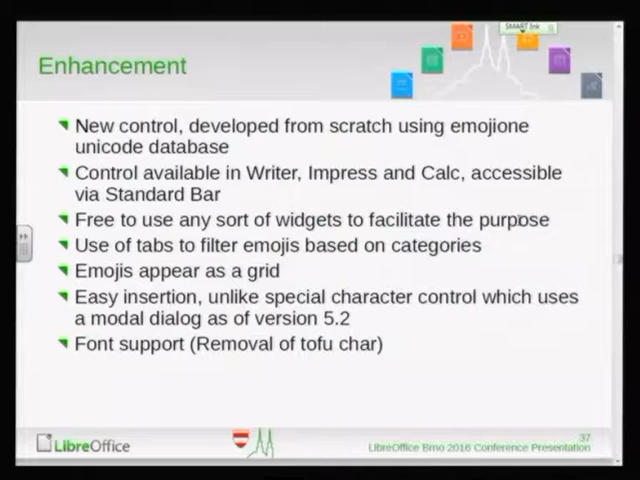 SMART Ink
Enhancement
New control, developed from scratch using emojione
unicode database
Control available in Writer, Impress and Calc, accessible
via Standard Bar
Free to use any sort of widgets to facilitate the purpose
Use of tabs to filter emojis based on categories
Emojis appear as a grid
Easy insertion, unlike special character control which uses
a modal dialog as of version 5.2
Font support (Removal of tofu char)
37
LibreOffice
LibreOffice Brno 2016 Conference Presentation